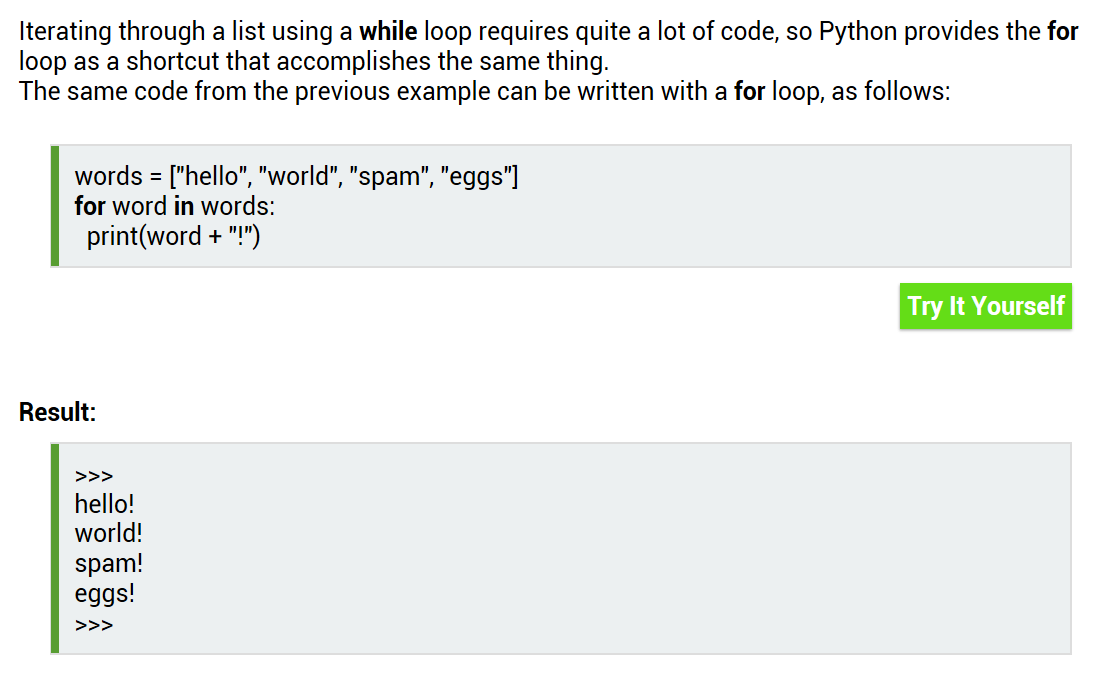 Iterating through a list using a while loop requires quite a lot of code, so Python provides the for
loop as a shortcut that accomplishes the same thing.
The same code from the previous example can be written with a for loop, as follows:
words = ["hello", "world", "spam", "eggs"]
for word in words:
  print(word + "!")
Try It Yourself
Result:
>>>
hello!
world!
spam!
eggs!
>>>